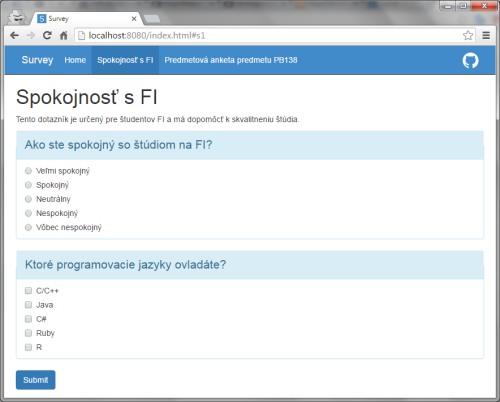 Survey
localhost:8080/index.html#s1
Survey Home Spokojnosť s FI Predmetová anketa predmetu PB138
Spokojnosť s FI
Tento dotazník je určený pre študentov FI a má dopomôcť k skvalitneniu štúdia.
Ako ste spokojný so štúdiom na FI?
Veľmi spokojný
Spokojný
Neutrálny
Nespokojný
Vôbec nespokojný
Ktoré programovacie jazyky ovládáte?
C/C++
Java
C#
Ruby
R
Submit